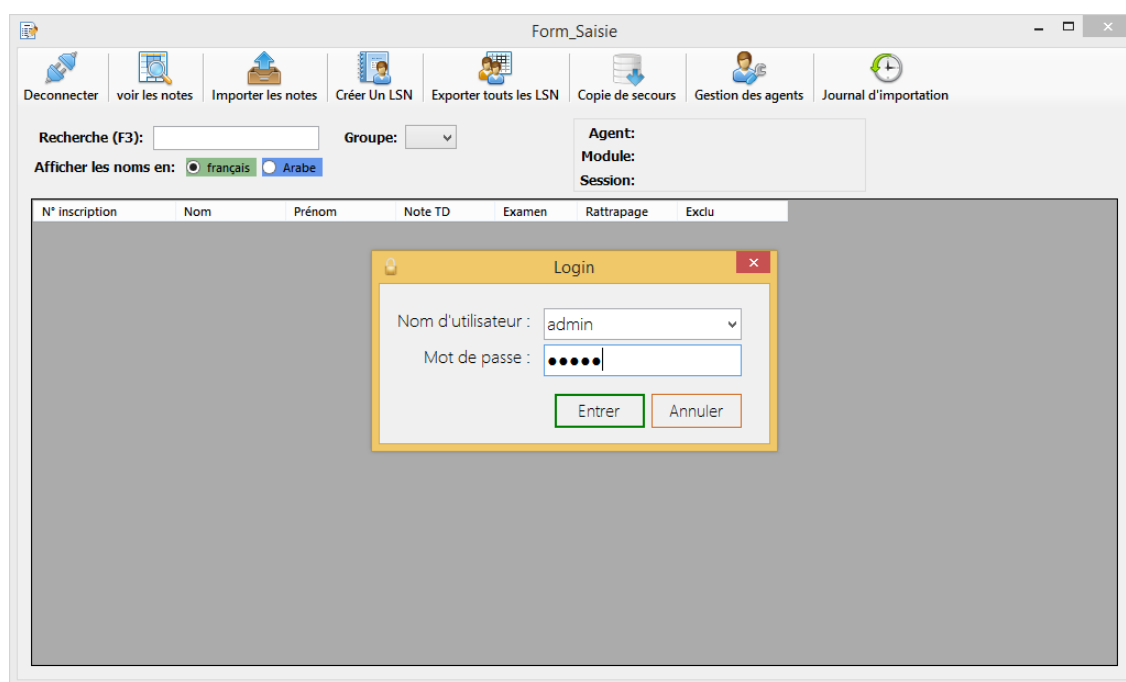 Form_Saisie
Deconnecter voir les notes Importer les notes Créer Un LSN Exporter touts les LSN Copie de secours Gestion des agents Journal d'importation
Recherche (F3): Groupe: Agent:
Module:
Afficher les noms en: français Arabe
Session:
N° inscription Nom Prénom Note TD Examen Rattrapage Exclu
Login
Nom d'utilisateur : admin
Mot de passe : ●●●●●
Entrer Annuler